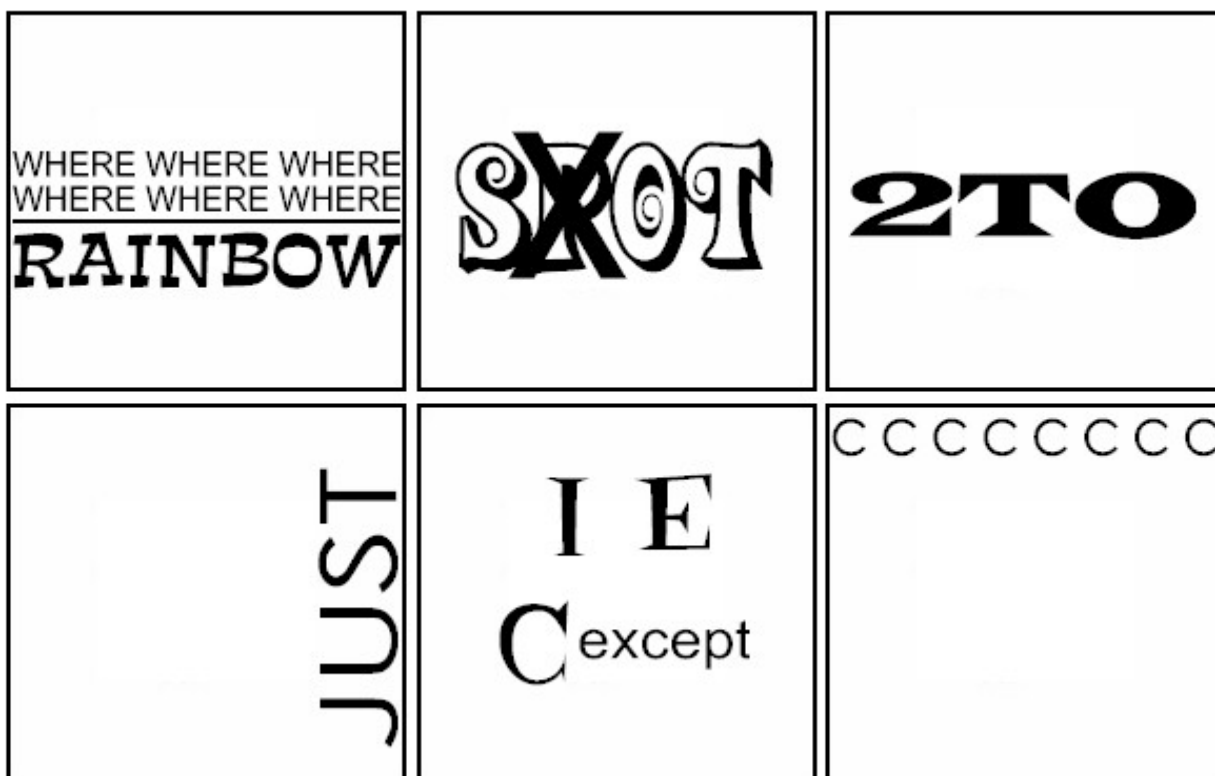 WHERE WHERE WHERE
WHERE WHERE WHERE
RAINBOW
SPOT
X
2TO
JUST
I E
C except
C C C C C C C C